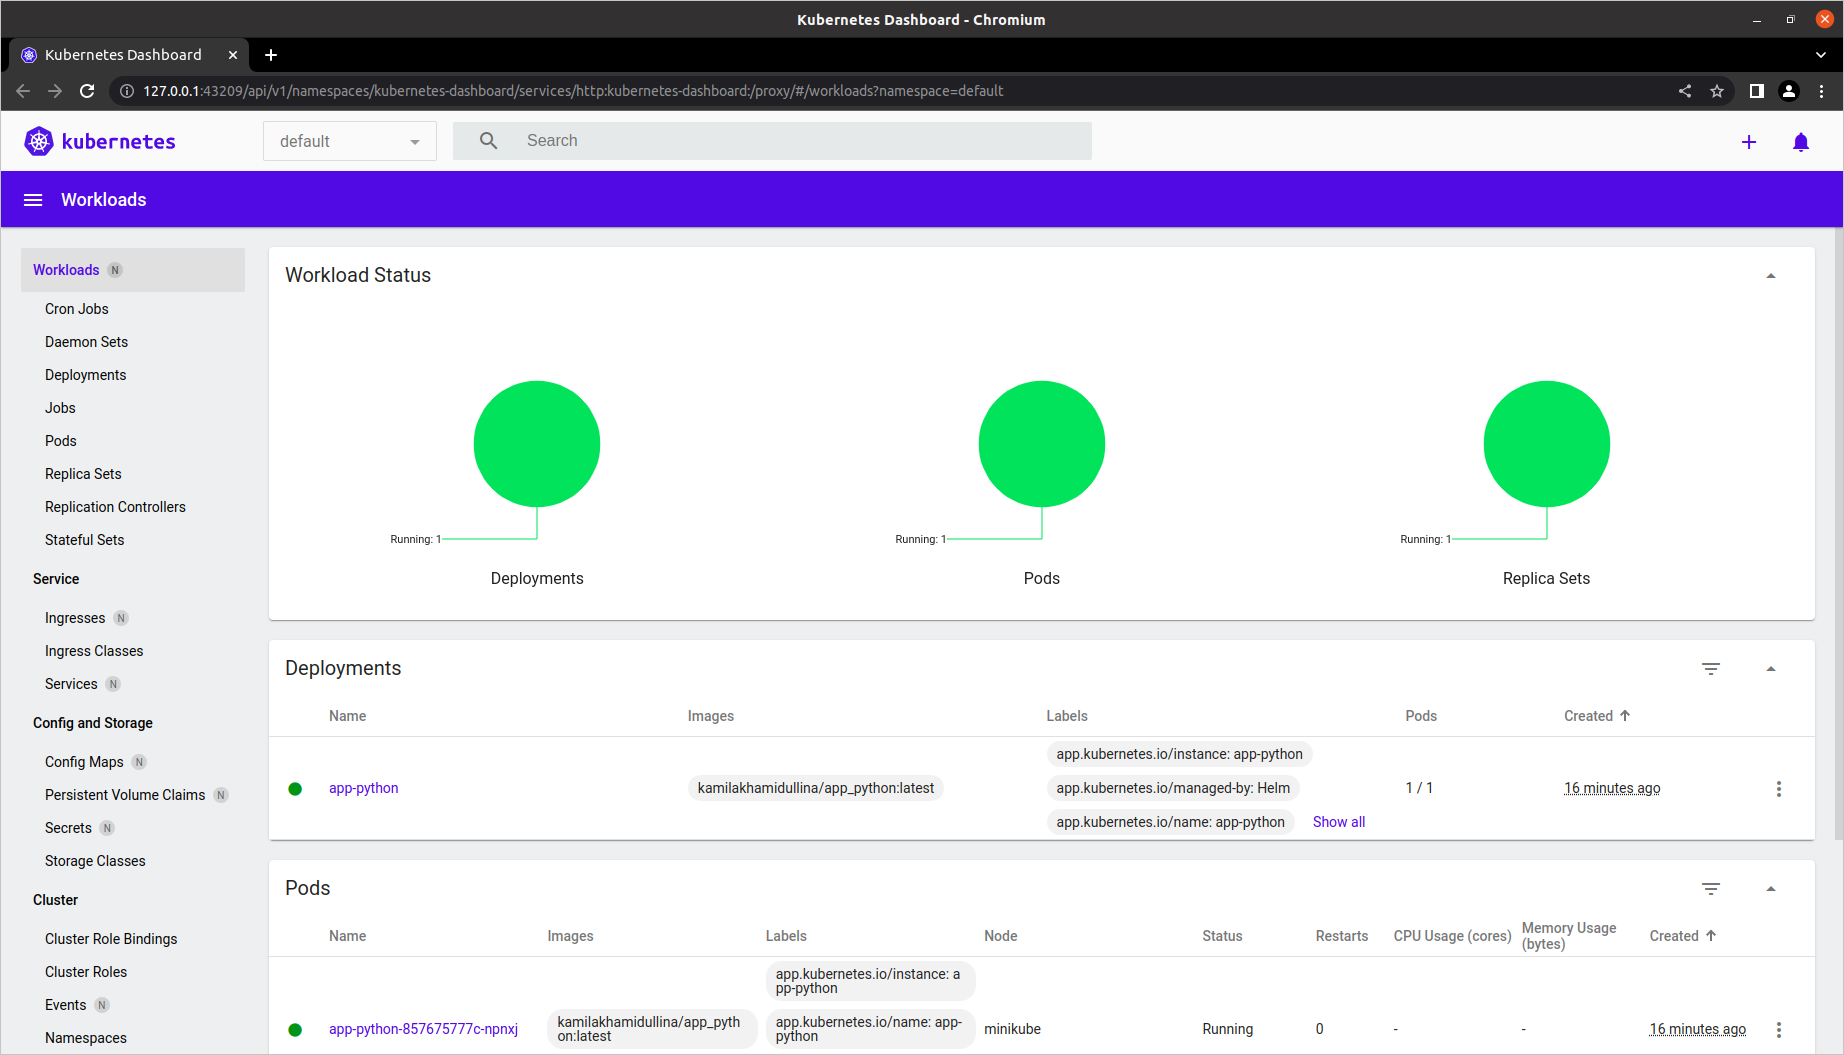 Kubernetes Dashboard - Chromium
Kubernetes Dashboard
127.0.0.1:43209/api/v1/namespaces/kubernetes-dashboard/services/http:kubernetes-dashboard:/proxy/#/workloads?namespace=default
kubernetes
default
Search
Workloads
Workloads N
Cron Jobs
Daemon Sets
Deployments
Jobs
Pods
Replica Sets
Replication Controllers
Stateful Sets
Service
Ingresses N
Ingress Classes
Services N
Config and Storage
Config Maps N
Persistent Volume Claims N
Secrets N
Storage Classes
Cluster
Cluster Role Bindings
Cluster Roles
Events N
Namespaces
Workload Status
Running: 1
Deployments
Running: 1
Pods
Running: 1
Replica Sets
Deployments
Name Images Labels Pods Created
app-python kamilakhamidullina/app_python:latest
app.kubernetes.io/instance: app-python
app.kubernetes.io/managed-by: Helm
app.kubernetes.io/name: app-python Show all
1 / 1 16 minutes ago
Pods
Name Images Labels Node Status Restarts CPU Usage (cores) Memory Usage
(bytes) Created
app-python-857675777c-npnxj
kamilakhamidullina/app_pyth
on:latest
app.kubernetes.io/instance: a
pp-python
app.kubernetes.io/name: app-
python
minikube Running 0 - - 16 minutes ago